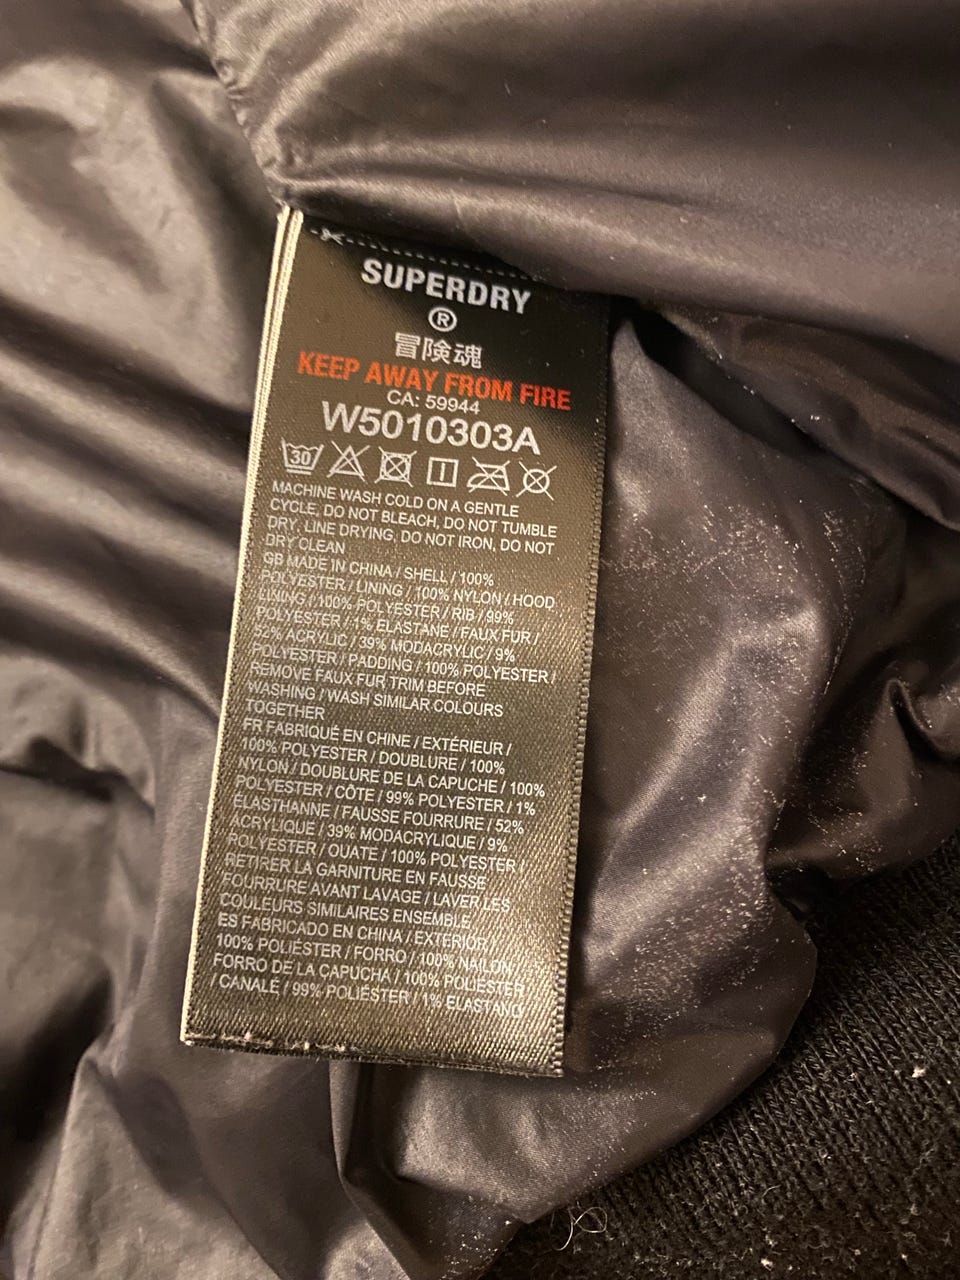 SUPERDRY
®
冒険魂
KEEP AWAY FROM FIRE
CA: 59944
W5010303A
30
MACHINE WASH COLD ON A GENTLE
CYCLE, DO NOT BLEACH, DO NOT TUMBLE
DRY, LINE DRYING, DO NOT IRON, DO NOT
DRY CLEAN
GB MADE IN CHINA / SHELL / 100%
POLYESTER / LINING / 100% NYLON / HOOD
LINING / 100% POLYESTER / RIB / 99%
POLYESTER / 1% ELASTANE / FAUX FUR /
52% ACRYLIC / 39% MODACRYLIC / 9%
POLYESTER / PADDING / 100% POLYESTER /
REMOVE FAUX FUR TRIM BEFORE
WASHING / WASH SIMILAR COLOURS
TOGETHER
FR FABRIQUÉ EN CHINE / EXTÉRIEUR /
100% POLYESTER / DOUBLURE / 100%
NYLON / DOUBLURE DE LA CAPUCHE / 100%
POLYESTER / CÔTE / 99% POLYESTER / 1%
ÉLASTHANNE / FAUSSE FOURRURE / 52%
ACRYLIQUE / 39% MODACRYLIQUE / 9%
POLYESTER / OUATE / 100% POLYESTER /
RETIRER LA GARNITURE EN FAUSSE
FOURRURE AVANT LAVAGE / LAVER LES
COULEURS SIMILAIRES ENSEMBLE
ES FABRICADO EN CHINA / EXTERIOR /
100% POLIÉSTER / FORRO / 100% NAILON /
FORRO DE LA CAPUCHA / 100% POLIÉSTER
/ CANALÉ / 99% POLIÉSTER / 1% ELASTANO